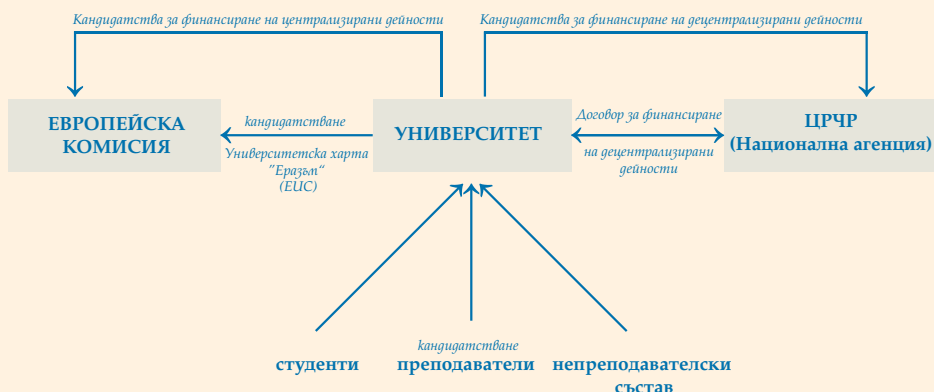 Кандидатства за финансиране на централизирани дейности
Кандидатства за финансиране на децентрализирани дейности
ЕВРОПЕЙСКА
КОМИСИЯ
кандидатстване
Университетска харта
"Еразъм“
(EUC)
УНИВЕРСИТЕТ
Договор за финансиране
на децентрализирани
дейности
ЦРЧР
(Национална агенция)
кандидатстване
студенти
преподаватели
непреподавателски
състав